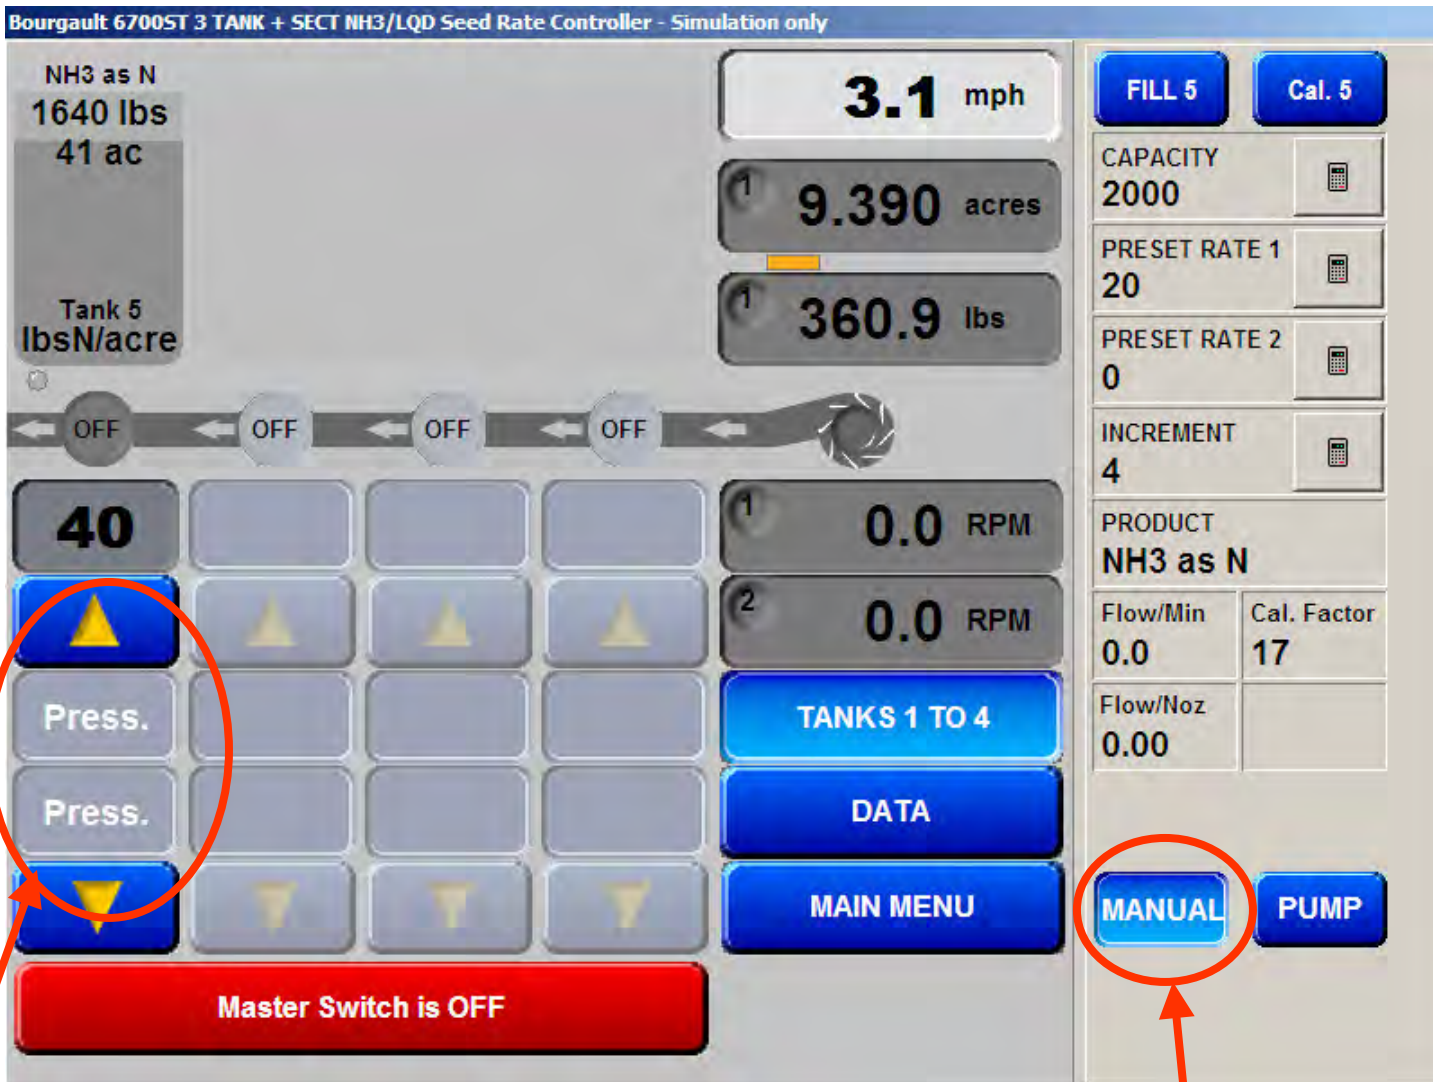 Bourgault 6700ST 3 TANK + SECT NH3/LQD Seed Rate Controller - Simulation only
NH3 as N
1640 lbs
41 ac
Tank 5
lbsN/acre
3.1 mph
1 9.390 acres
1 360.9 lbs
OFF OFF OFF OFF
40
1 0.0 RPM
2 0.0 RPM
Press.
Press.
TANKS 1 TO 4
DATA
MAIN MENU
Master Switch is OFF
FILL 5 Cal. 5
CAPACITY
2000
PRESET RATE 1
20
PRESET RATE 2
0
INCREMENT
4
PRODUCT
NH3 as N
Flow/Min Cal. Factor
0.0 17
Flow/Noz
0.00
MANUAL PUMP